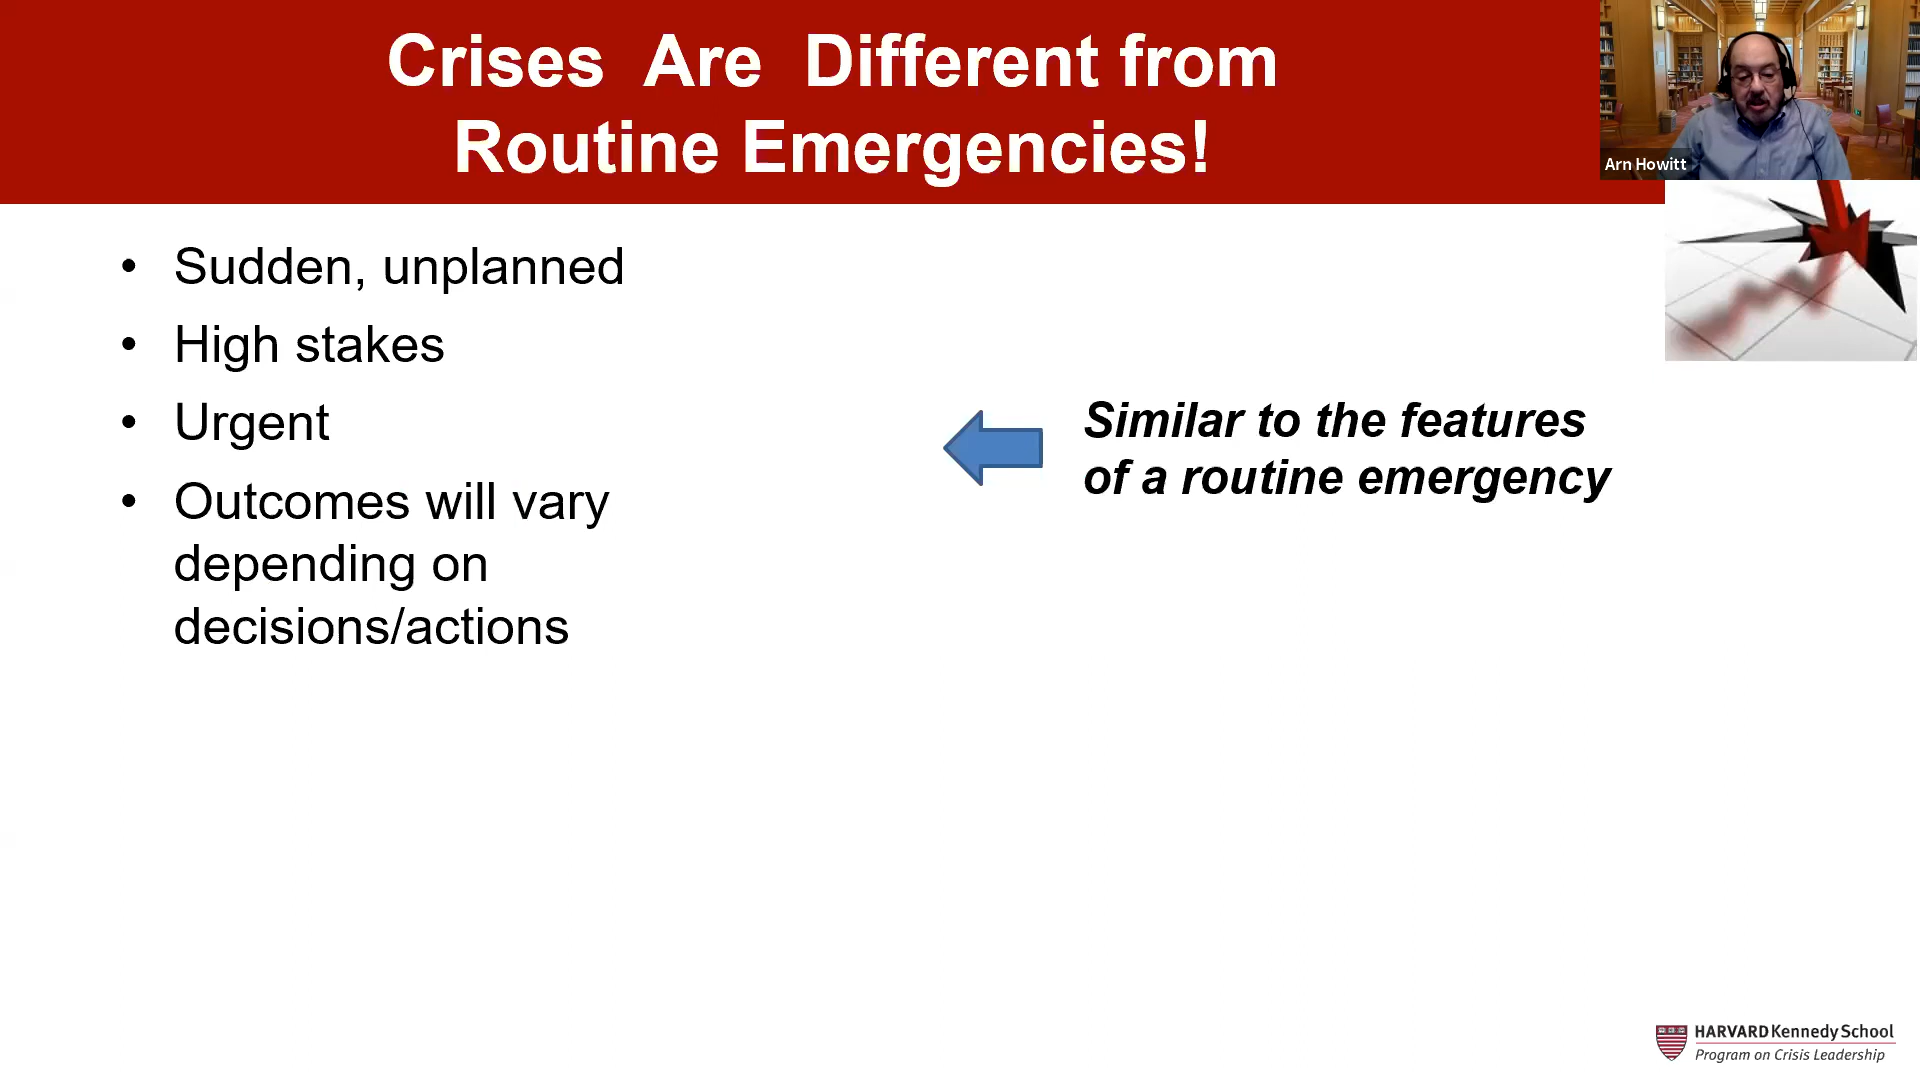 Crises Are Different from
Routine Emergencies!
Arn Howitt
• Sudden, unplanned
• High stakes
• Urgent
• Outcomes will vary
depending on
decisions/actions
Similar to the features
of a routine emergency
HARVARD Kennedy School
Program on Crisis Leadership